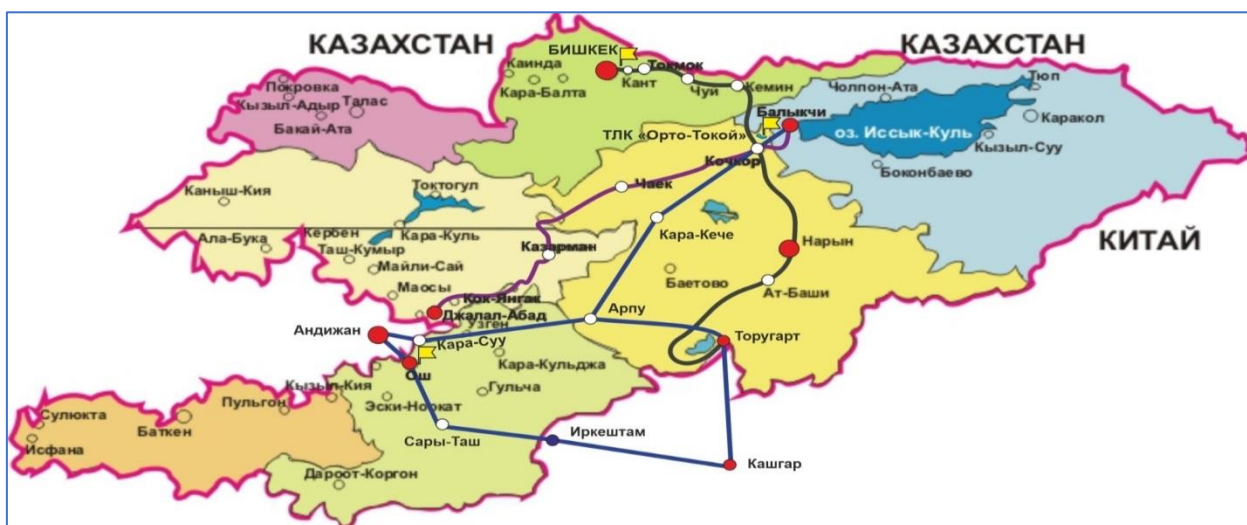 КАЗАХСТАН
КАЗАХСТАН
БИШКЕК
Каинда
Токмок
Кант
Кара-Балта
Чуи
Кемин
Тюп
Чолпон-Ата
Покровка
Кызыл-Адыр
Талас
Бакай-Ата
Балыкчи
Каракол
ТЛК «Орто-Токой»
оз. Иссык-Куль
Кызыл-Суу
Кочкор
Боконбаево
Чаек
Токтогул
Каныш-Кия
Кербен
Кара-Куль
Кара-Кече
Нарын
КИТАЙ
Ала-Бука
Таш-Кумыр
Казарман
Майли-Сай
Баетово
Ат-Баши
Маосы
Кок-Янгак
Джалал-Абад
Арпу
Узген
Андижан
Кара-Суу
Торугарт
Ош
Кара-Кульджа
Кызыл-Кия
Гульча
Эски-Ноокат
Пульгон
Сулюкта
Баткен
Сары-Таш
Иркештам
Исфана
Кашгар
Дароот-Коргон